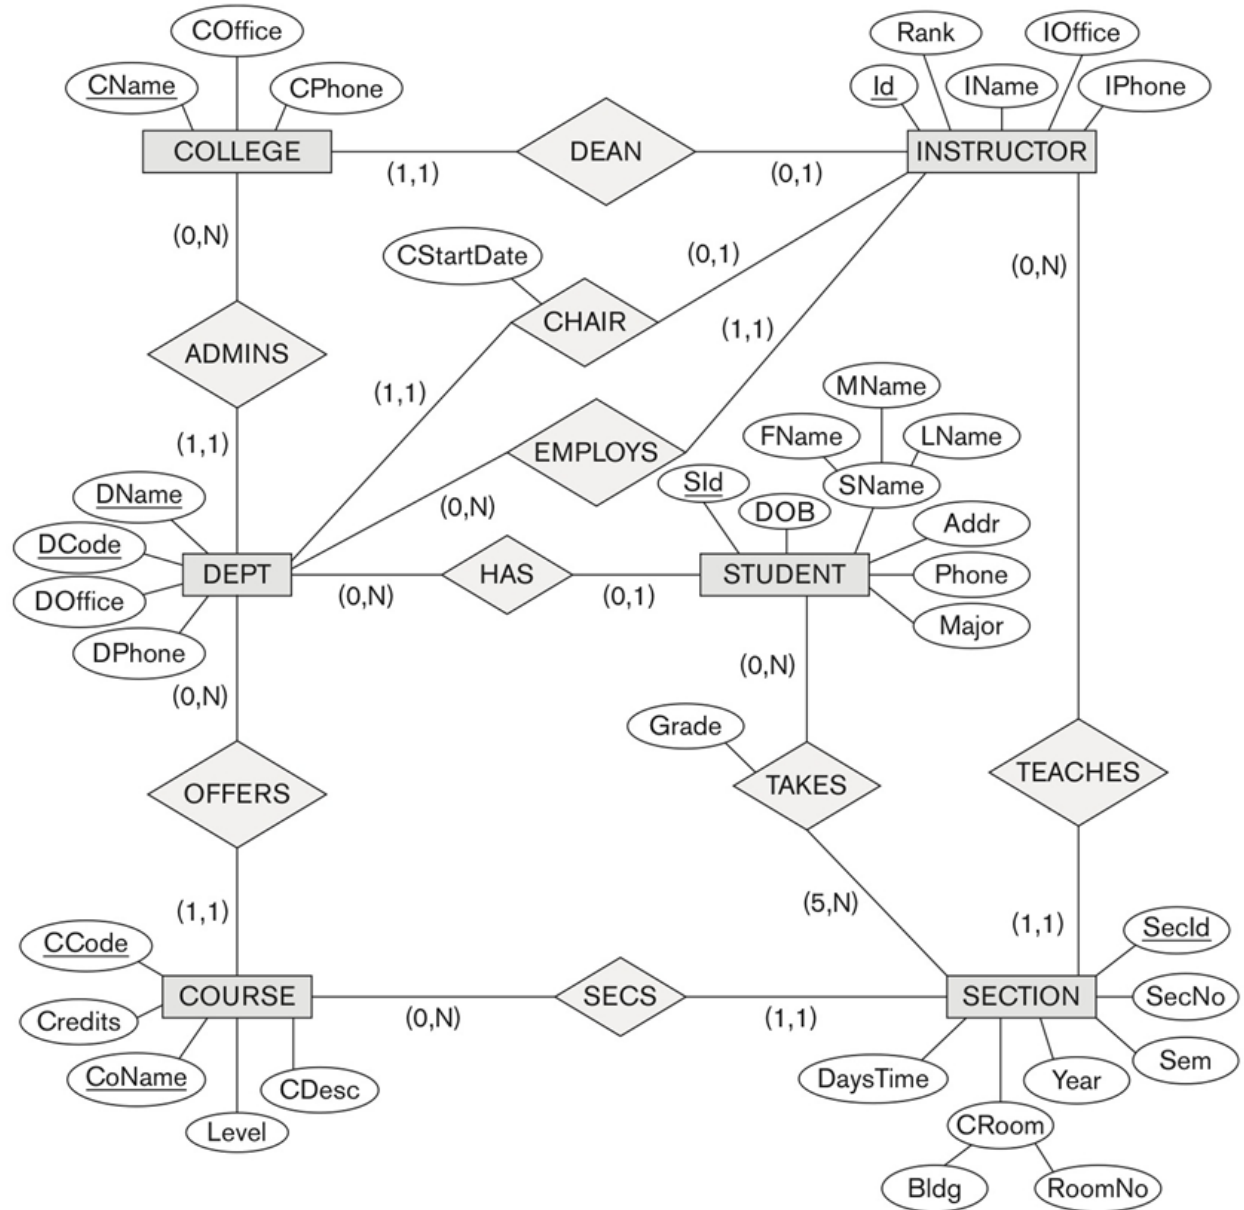 COffice
CName
CPhone
Rank
IOffice
Id
IName
IPhone
COLLEGE
DEAN
INSTRUCTOR
(1,1)
(0,1)
(0,N)
CStartDate
(0,1)
(0,N)
CHAIR
(1,1)
ADMINS
(1,1)
MName
(1,1)
FName
LName
EMPLOYS
SId
SName
DName
(0,N)
DOB
Addr
DCode
DEPT
HAS
STUDENT
Phone
DOffice
(0,N)
(0,1)
Major
DPhone
(0,N)
(0,N)
Grade
OFFERS
TAKES
TEACHES
(1,1)
(5,N)
(1,1)
SecId
CCode
COURSE
SECS
SECTION
SecNo
Credits
(0,N)
(1,1)
CoName
CDesc
DaysTime
Year
Sem
Level
CRoom
Bldg
RoomNo